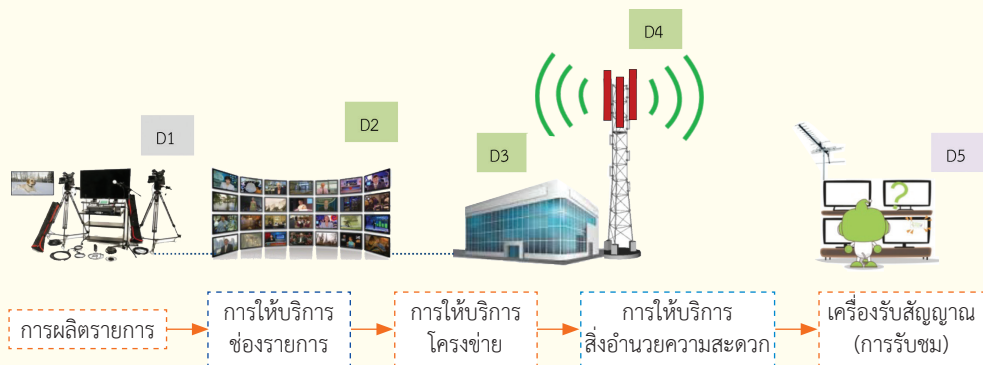 D4
D1
D2
D3
D5
การผลิตรายการ
การให้บริการ
ช่องรายการ
การให้บริการ
โครงข่าย
การให้บริการ
สิ่งอำนวยความสะดวก
เครื่องรับสัญญาณ
(การรับชม)